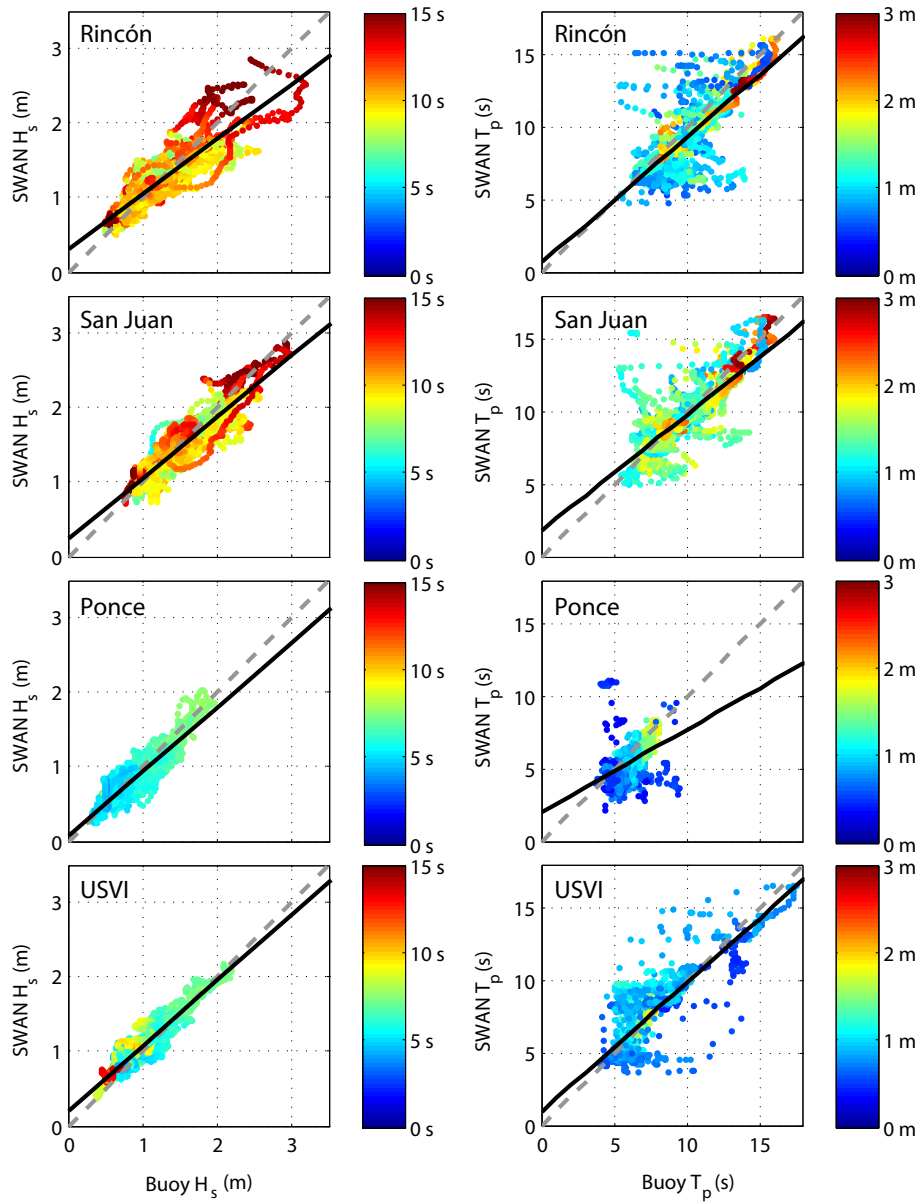 Rincón
SWAN H_s (m)
3
2
1
0
15 s
10 s
5 s
0 s
Rincón
SWAN T_p (s)
15
10
5
0
3 m
2 m
1 m
0 m
San Juan
SWAN H_s (m)
3
2
1
0
15 s
10 s
5 s
0 s
San Juan
SWAN T_p (s)
15
10
5
0
3 m
2 m
1 m
0 m
Ponce
SWAN H_s (m)
3
2
1
0
15 s
10 s
5 s
0 s
Ponce
SWAN T_p (s)
15
10
5
0
3
2 m
1 m
0 m
USVI
SWAN H_s (m)
3
2
1
0
0 1 2 3
Buoy H_s (m)
15 s
10 s
5 s
0 s
USVI
SWAN T_p (s)
15
10
5
0
0 5 10 15
Buoy T_p (s)
3 m
2 m
1 m
0 m